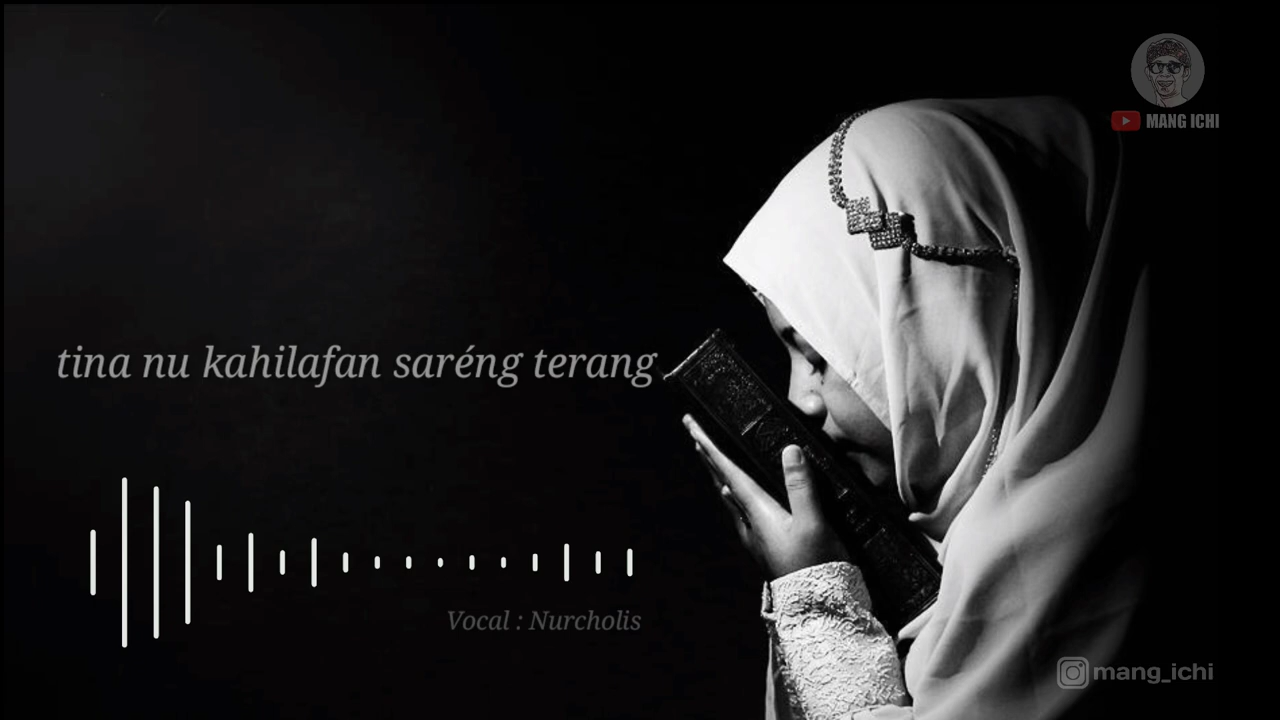 MANG ICHI
tina nu kahilafan saréng terang
Vocal : Nurcholis
mang_ichi